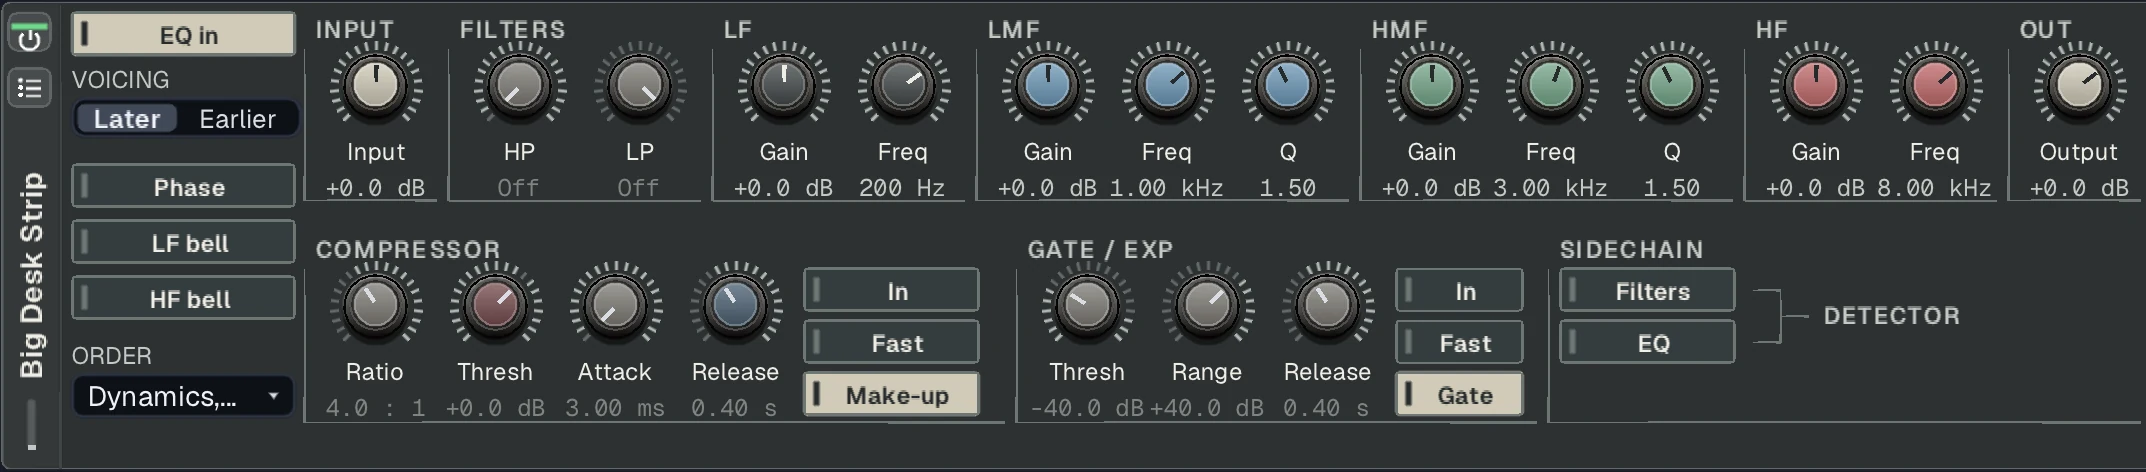 Big Desk Strip
EQ in
VOICING
Later Earlier
Phase
LF bell
HF bell
ORDER
Dynamics,...
INPUT
Input
+0.0 dB
FILTERS
HP LP
Off Off
LF
Gain Freq
+0.0 dB 200 Hz
LMF
Gain Freq Q
+0.0 dB 1.00 kHz 1.50
HMF
Gain Freq Q
+0.0 dB 3.00 kHz 1.50
HF
Gain Freq
+0.0 dB 8.00 kHz
OUT
Output
+0.0 dB
COMPRESSOR
Ratio Thresh Attack Release
4.0 : 1 +0.0 dB 3.00 ms 0.40 s
In
Fast
Make-up
GATE / EXP
Thresh Range Release
-40.0 dB +40.0 dB 0.40 s
In
Fast
Gate
SIDECHAIN
Filters
EQ
DETECTOR